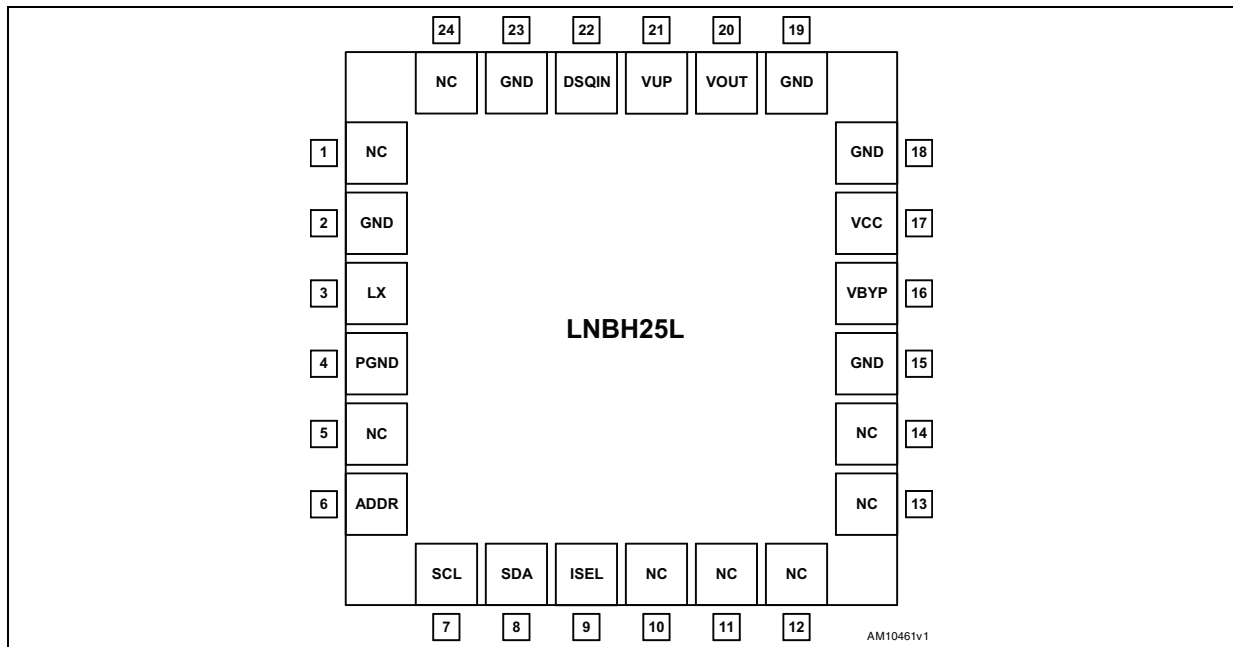 24 23 22 21 20 19
NC GND DSQIN VUP VOUT GND
1 NC GND 18
2 GND VCC 17
3 LX VBYP 16
LNBH25L
4 PGND GND 15
5 NC NC 14
6 ADDR NC 13
SCL SDA ISEL NC NC NC
7 8 9 10 11 12
AM10461v1